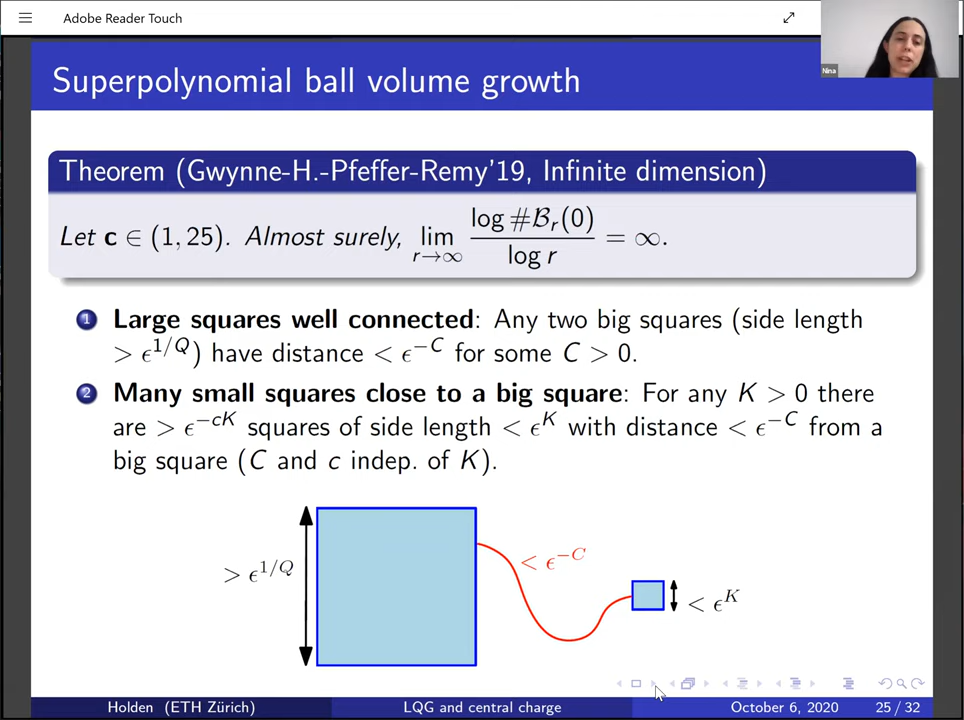 Adobe Reader Touch
Nina
Superpolynomial ball volume growth
Theorem (Gwynne-H.-Pfeffer-Remy'19, Infinite dimension)
Let c ∈ (1, 25). Almost surely, lim_{r→∞} log #ℬ_r(0) / log r = ∞.
1 Large squares well connected: Any two big squares (side length
> ϵ^{1/Q}) have distance < ϵ^{−C} for some C > 0.
2 Many small squares close to a big square: For any K > 0 there
are > ϵ^{−cK} squares of side length < ϵ^K with distance < ϵ^{−C} from a
big square (C and c indep. of K).
> ϵ^{1/Q}
< ϵ^{−C}
< ϵ^K
Holden (ETH Zürich) LQG and central charge October 6, 2020 25 / 32